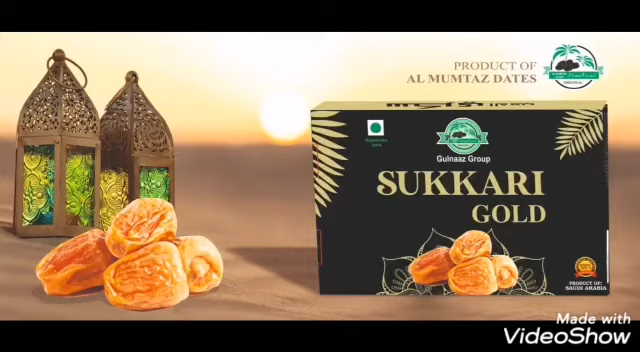 PRODUCT OF
AL MUMTAZ DATES
Gulnaaz Group
SUKKARI
GOLD
PRODUCT OF:
SAUDI ARABIA
Made with
VideoShow